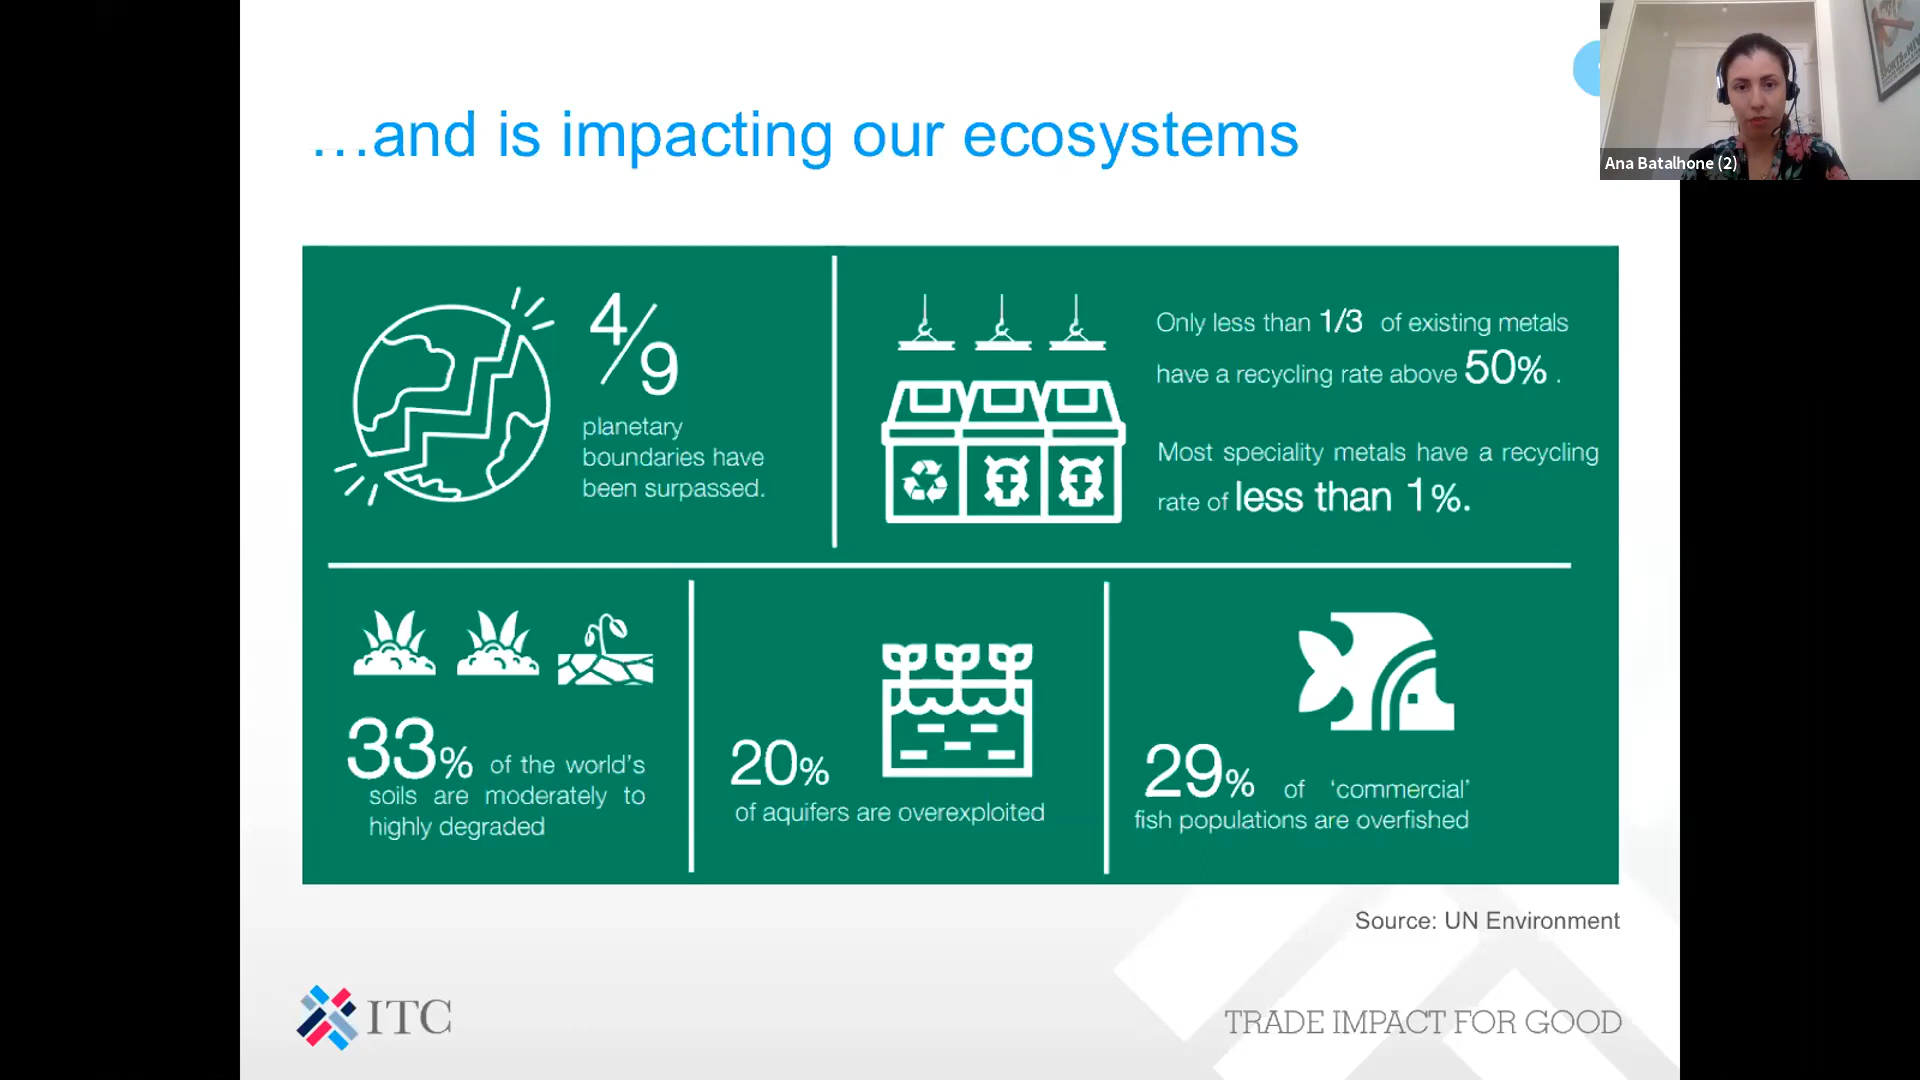 …and is impacting our ecosystems
Ana Batalhone (2)
4/9
planetary
boundaries have
been surpassed.
Only less than 1/3 of existing metals
have a recycling rate above 50% .
Most speciality metals have a recycling
rate of less than 1%.
33% of the world's
soils are moderately to
highly degraded
20%
of aquifers are overexploited
29% of 'commercial'
fish populations are overfished
Source: UN Environment
ITC
TRADE IMPACT FOR GOOD